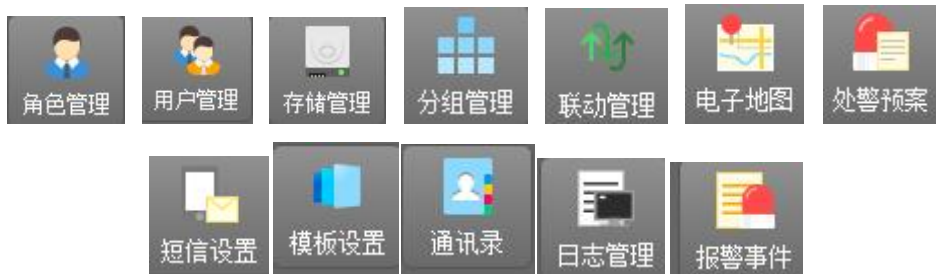 角色管理
用户管理
存储管理
分组管理
联动管理
电子地图
处警预案
短信设置
模板设置
通讯录
日志管理
报警事件